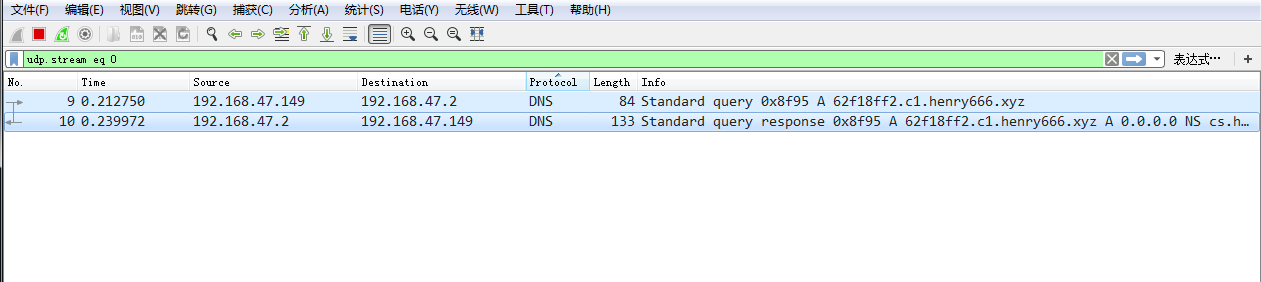 文件(F) 编辑(E) 视图(V) 跳转(G) 捕获(C) 分析(A) 统计(S) 电话(Y) 无线(W) 工具(T) 帮助(H)
udp.stream eq 0 表达式… +
No. Time Source Destination Protocol Length Info
9 0.212750 192.168.47.149 192.168.47.2 DNS 84 Standard query 0x8f95 A 62f18ff2.c1.henry666.xyz
10 0.239972 192.168.47.2 192.168.47.149 DNS 133 Standard query response 0x8f95 A 62f18ff2.c1.henry666.xyz A 0.0.0.0 NS cs.h…